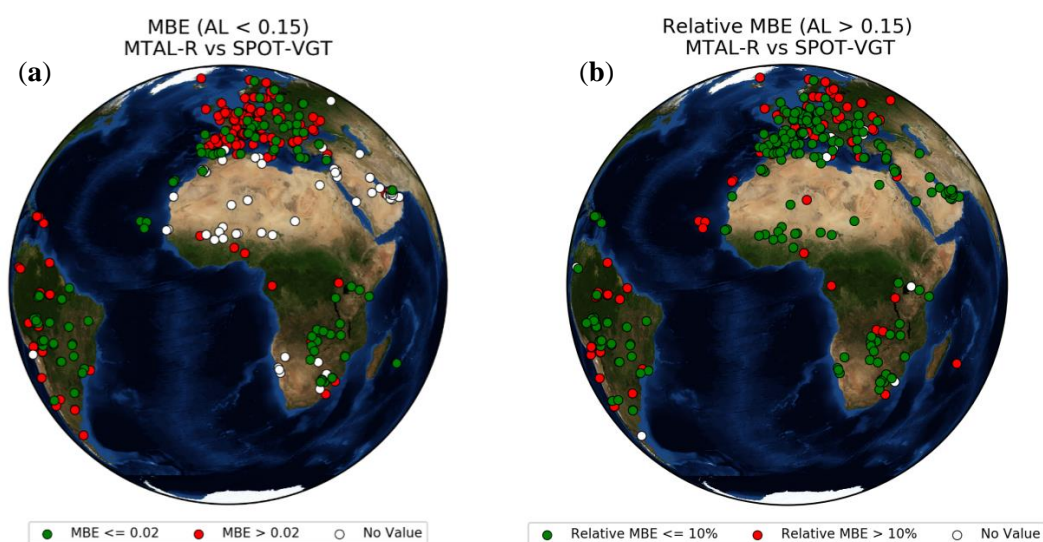 MBE (AL < 0.15)
MTAL-R vs SPOT-VGT
(a)
MBE <= 0.02 MBE > 0.02 No Value
Relative MBE (AL > 0.15)
MTAL-R vs SPOT-VGT
(b)
Relative MBE <= 10% Relative MBE > 10% No Value